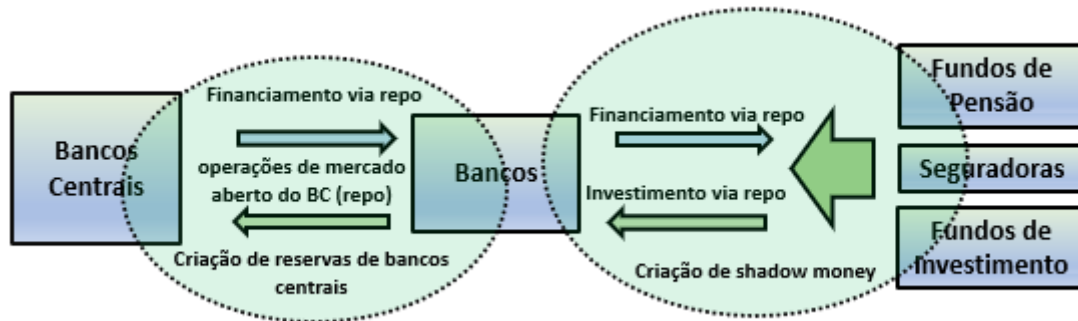 Bancos
Centrais
Financiamento via repo
operações de mercado
aberto do BC (repo)
Criação de reservas de bancos
centrais
Bancos
Financiamento via repo
Investimento via repo
Criação de shadow money
Fundos de
Pensão
Seguradoras
Fundos de
Investimento